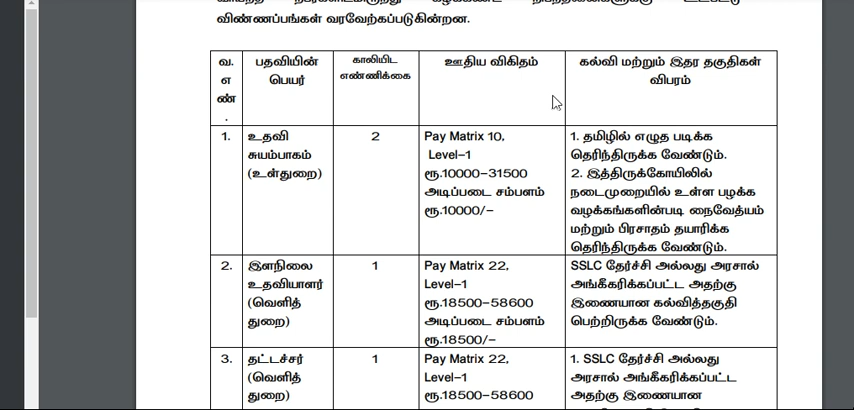 விண்ணப்பங்கள் வரவேற்கப்படுகின்றன.
வ.
எ
ண்
.
பதவியின்
பெயர்
காலியிட
எண்ணிக்கை
ஊதிய விகிதம்
கல்வி மற்றும் இதர தகுதிகள்
விபரம்
1.
உதவி
சுயம்பாகம்
(உள்துறை)
2
Pay Matrix 10,
Level-1
ரூ.10000-31500
அடிப்படை சம்பளம்
ரூ.10000/-
1. தமிழில் எழுத படிக்க
தெரிந்திருக்க வேண்டும்.
2. இத்திருக்கோயிலில்
நடைமுறையில் உள்ள பழக்க
வழக்கங்களின்படி நைவேத்யம்
மற்றும் பிரசாதம் தயாரிக்க
தெரிந்திருக்க வேண்டும்.
2.
இளநிலை
உதவியாளர்
(வெளித்
துறை)
1
Pay Matrix 22,
Level-1
ரூ.18500-58600
அடிப்படை சம்பளம்
ரூ.18500/-
SSLC தேர்ச்சி அல்லது அரசால்
அங்கீகரிக்கப்பட்ட அதற்கு
இணையான கல்வித்தகுதி
பெற்றிருக்க வேண்டும்.
3.
தட்டச்சர்
(வெளித்
துறை)
1
Pay Matrix 22,
Level-1
ரூ.18500-58600
1. SSLC தேர்ச்சி அல்லது
அரசால் அங்கீகரிக்கப்பட்ட
அதற்கு இணையான